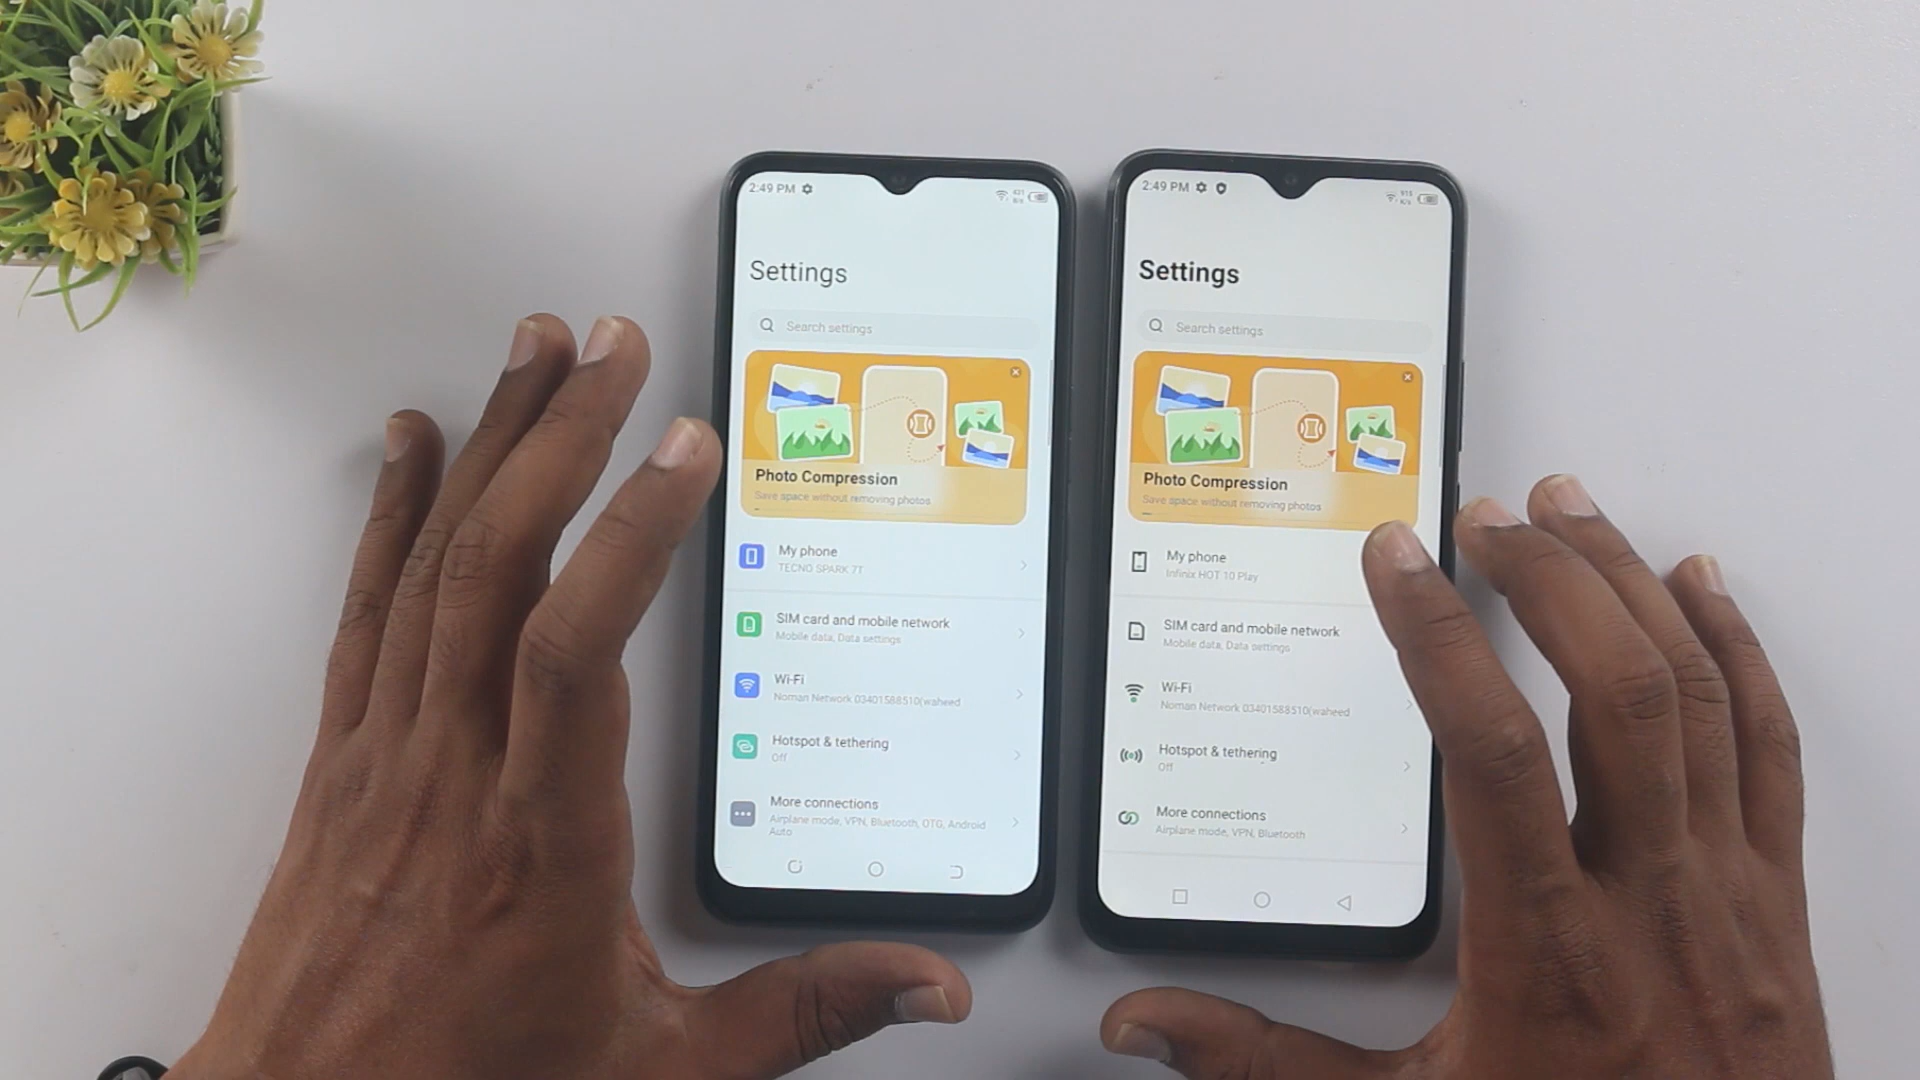 2:49 PM
Settings
Search settings
Photo Compression
Save space without removing photos
My phone
TECNO SPARK 7T
SIM card and mobile network
Mobile data, Data settings
Wi-Fi
Noman Network 03401588510(waheed
Hotspot & tethering
Off
More connections
Airplane mode, VPN, Bluetooth, OTG, Android
Auto
2:49 PM
Settings
Search settings
Photo Compression
Save space without removing photos
My phone
Infinix HOT 10 Play
SIM card and mobile network
Mobile data, Data settings
Wi-Fi
Noman Network 03401588510(waheed
Hotspot & tethering
Off
More connections
Airplane mode, VPN, Bluetooth